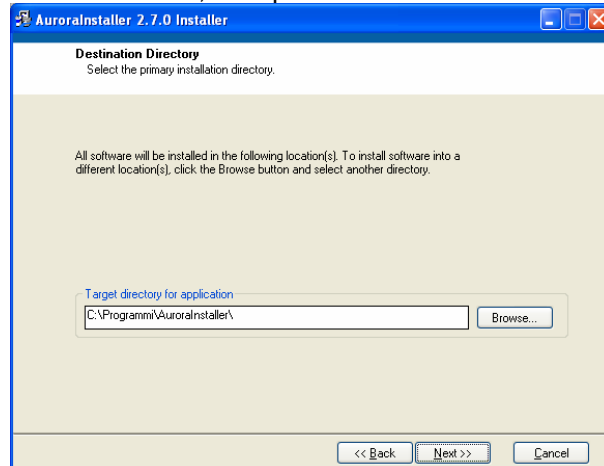 AuroraInstaller 2.7.0 Installer
Destination Directory
Select the primary installation directory.
All software will be installed in the following location(s). To install software into a
different location(s), click the Browse button and select another directory.
Target directory for application
C:\Programmi\AuroraInstaller\
Browse...
<< Back
Next >>
Cancel